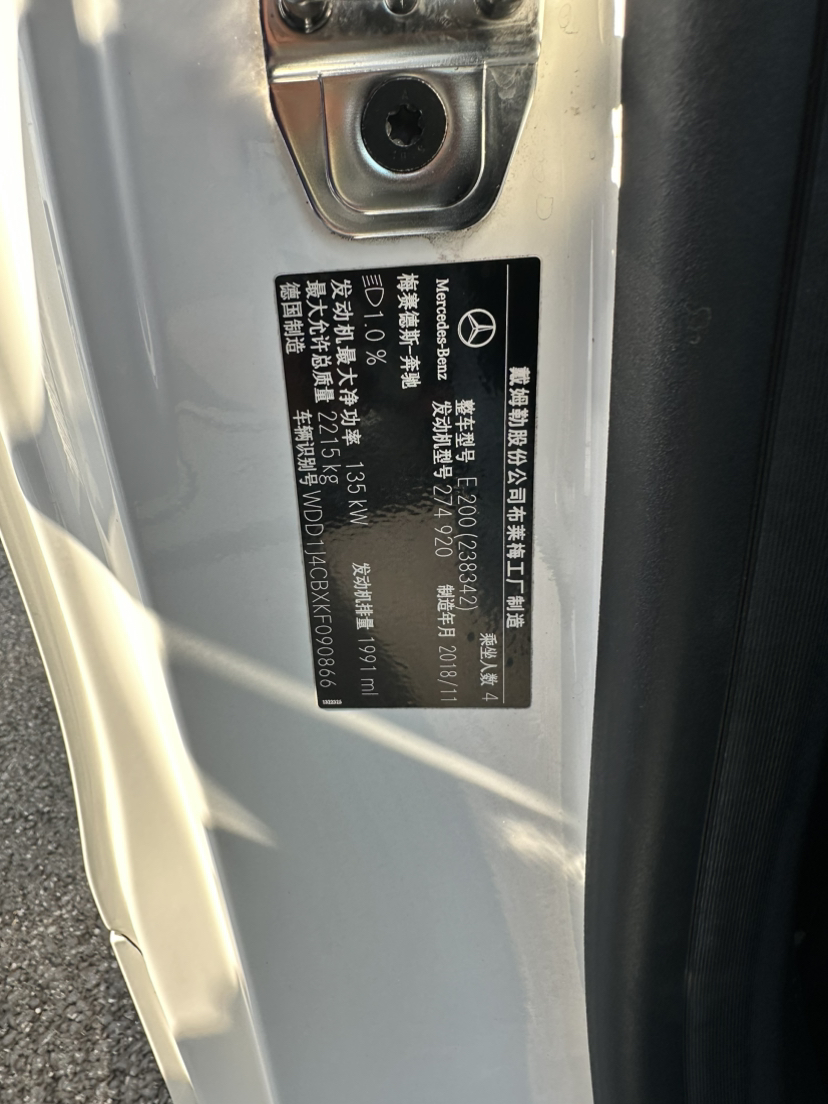 戴姆勒股份公司布莱梅工厂制造
乘坐人数 4
Mercedes-Benz
整车型号 E 200 (238342)
发动机型号 274 920 制造年月 2018/11
梅赛德斯-奔驰
1.0 %
发动机排量 1991 ml
发动机最大净功率 135 kW
最大允许总质量 2215 kg
德国制造 车辆识别号 WDD1J4CBXKF090866